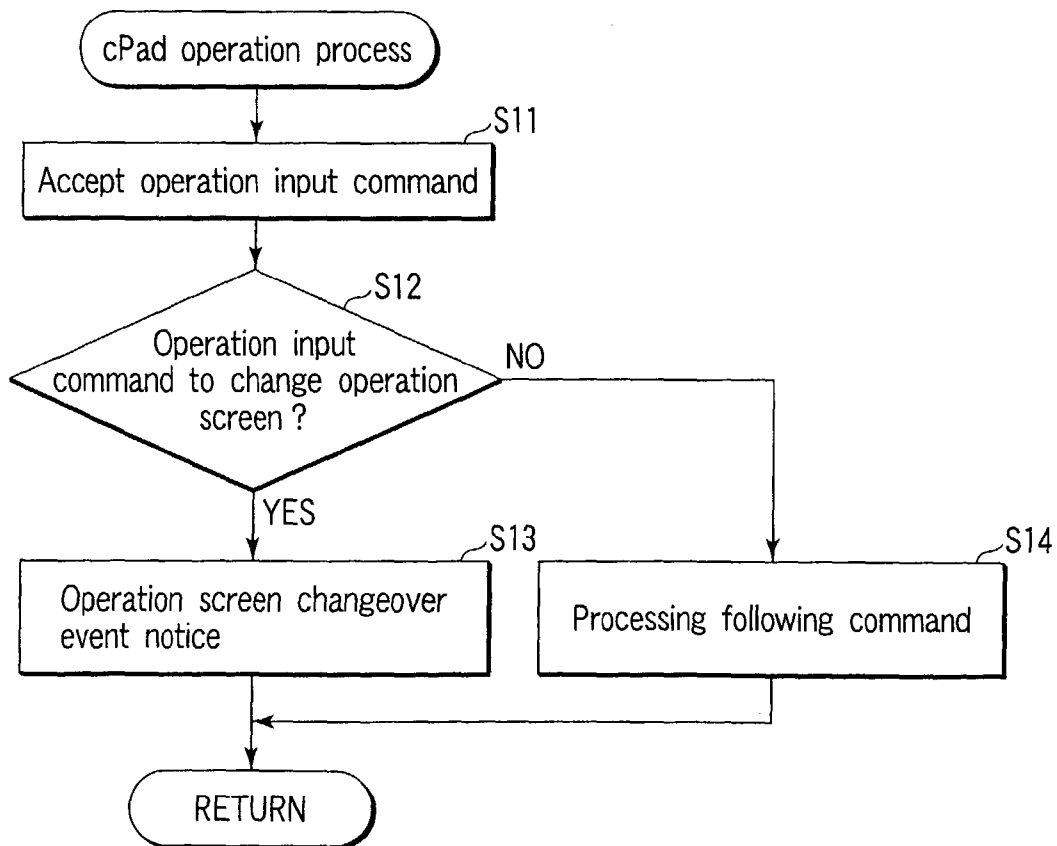 cPad operation process
S11
Accept operation input command
S12
Operation input
command to change operation
screen ?
NO
YES
S13
Operation screen changeover
event notice
S14
Processing following command
RETURN